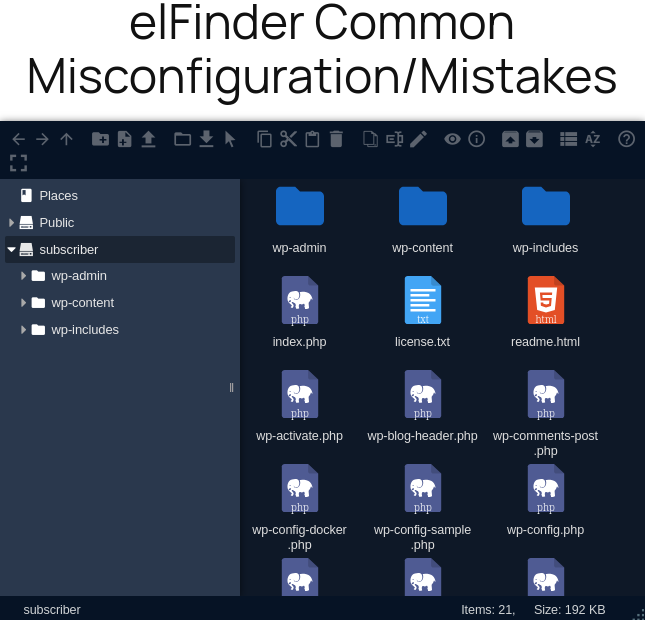 elFinder Common
Misconfiguration/Mistakes
AZ
Places
Public
subscriber
wp-admin
wp-content
wp-includes
wp-admin
wp-content
wp-includes
php
txt
html
index.php
license.txt
readme.html
php
php
php
wp-activate.php
wp-blog-header.php
wp-comments-post
.php
php
php
php
wp-config-docker
.php
wp-config-sample
.php
wp-config.php
subscriber
Items: 21,
Size: 192 KB